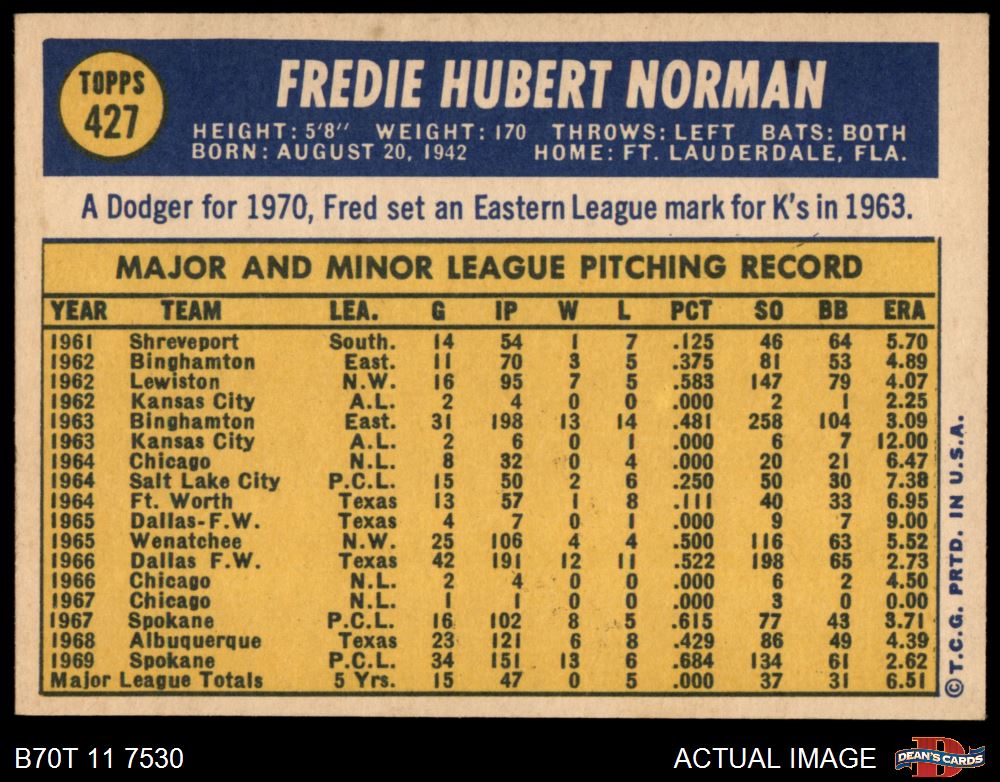 TOPPS
427
FREDIE HUBERT NORMAN
HEIGHT: 5'8" WEIGHT: 170 THROWS: LEFT BATS: BOTH
BORN: AUGUST 20, 1942 HOME: FT. LAUDERDALE, FLA.
A Dodger for 1970, Fred set an Eastern League mark for K's in 1963.
MAJOR AND MINOR LEAGUE PITCHING RECORD
YEAR TEAM LEA. G IP W L PCT SO BB ERA
1961 Shreveport South. 14 54 1 7 .125 46 64 5.70
1962 Binghamton East. 11 70 3 5 .375 81 53 4.89
1962 Lewiston N.W. 16 95 7 5 .583 147 79 4.07
1962 Kansas City A.L. 2 4 0 0 .000 2 1 2.25
1963 Binghamton East. 31 198 13 14 .481 258 104 3.09
1963 Kansas City A.L. 2 6 0 1 .000 6 7 12.00
1964 Chicago N.L. 8 32 0 4 .000 20 21 6.47
1964 Salt Lake City P.C.L. 15 50 2 6 .250 50 30 7.38
1964 Ft. Worth Texas 13 57 1 8 .111 40 33 6.95
1965 Dallas-F.W. Texas 4 7 0 1 .000 9 7 9.00
1965 Wenatchee N.W. 25 106 4 4 .500 116 63 5.52
1966 Dallas F.W. Texas 42 191 12 11 .522 198 65 2.73
1966 Chicago N.L. 2 4 0 0 .000 6 2 4.50
1967 Chicago N.L. 1 1 0 0 .000 3 0 0.00
1967 Spokane P.C.L. 16 102 8 5 .615 77 43 3.71
1968 Albuquerque Texas 23 121 6 8 .429 86 49 4.39
1969 Spokane P.C.L. 34 151 13 6 .684 134 61 2.62
Major League Totals 5 Yrs. 15 47 0 5 .000 37 31 6.51
© T.C.G. PRTD. IN U.S.A.
B70T 11 7530
ACTUAL IMAGE
D
DEAN'S CARDS